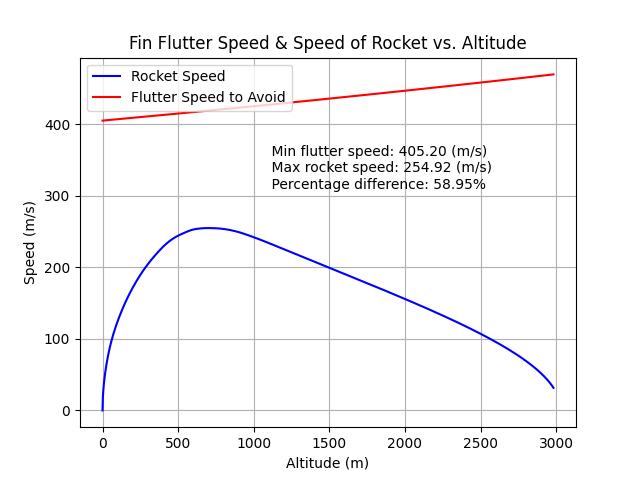 Fin Flutter Speed & Speed of Rocket vs. Altitude
Rocket Speed
Flutter Speed to Avoid
Min flutter speed: 405.20 (m/s)
Max rocket speed: 254.92 (m/s)
Percentage difference: 58.95%
Speed (m/s)
400
300
200
100
0
0 500 1000 1500 2000 2500 3000
Altitude (m)